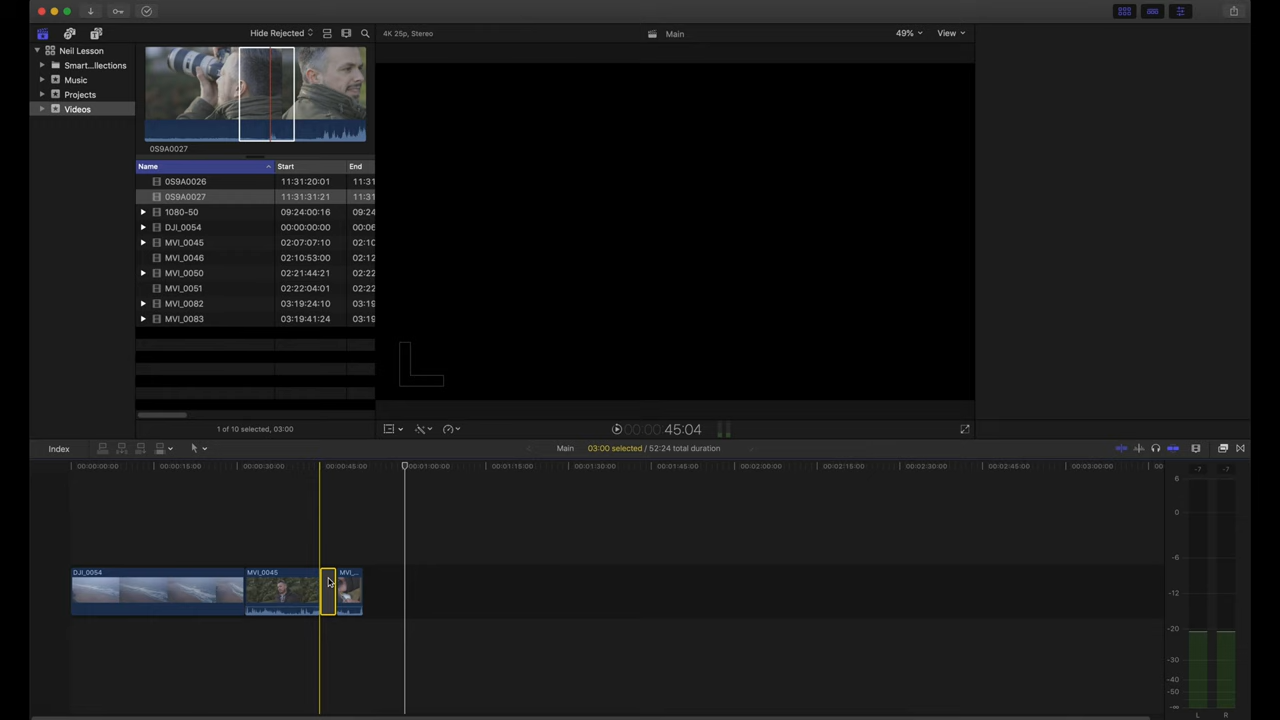 Hide Rejected
4K 25p, Stereo
Main
49%
View
Neil Lesson
Smart...llections
Music
Projects
Videos
0S9A0027
Name
Start
End
0S9A0026
11:31:20:01
11:31
0S9A0027
11:31:31:21
11:31
1080-50
09:24:00:16
09:24
DJI_0054
00:00:00:00
00:06
MVI_0045
02:07:07:10
02:10
MVI_0046
02:10:53:00
02:12
MVI_0050
02:21:44:21
02:22
MVI_0051
02:22:04:01
02:22
MVI_0082
03:19:24:10
03:19
MVI_0083
03:19:41:24
03:19
1 of 10 selected, 03:00
00:00:00 45:04
Index
Main
03:00 selected / 52:24 total duration
00:00:00:00
00:00:15:00
00:00:30:00
00:00:45:00
00:01:00:00
00:01:15:00
00:01:30:00
00:01:45:00
00:02:00:00
00:02:15:00
00:02:30:00
00:02:45:00
00:03:00:00
00
-7
-7
6
0
-6
-12
-20
-30
-40
-50
-∞
L
R
DJI_0054
MVI_0045
MVI_...